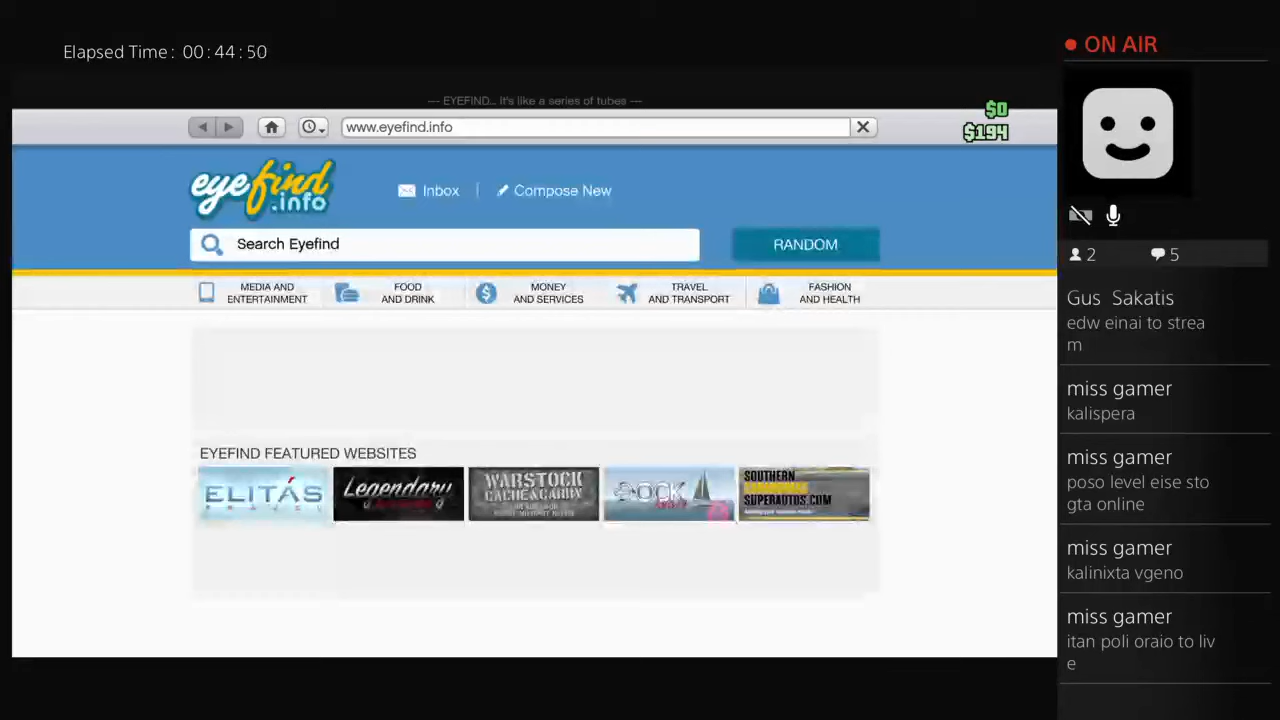 Elapsed Time: 00:44:50
ON AIR
--- EYEFIND... It's like a series of tubes ---
www.eyefind.info
$0
$194
eyefind
.info
Inbox
Compose New
Search Eyefind
RANDOM
MEDIA AND
ENTERTAINMENT
FOOD
AND DRINK
MONEY
AND SERVICES
TRAVEL
AND TRANSPORT
FASHION
AND HEALTH
EYEFIND FEATURED WEBSITES
ELITÁS
Legendary
WARSTOCK
CACHE & CARRY
DOCK
SOUTHERN
SUPERAUTOS.COM
2
5
Gus Sakatis
edw einai to strea
m
miss gamer
kalispera
miss gamer
poso level eise sto
gta online
miss gamer
kalinixta vgeno
miss gamer
itan poli oraio to liv
e